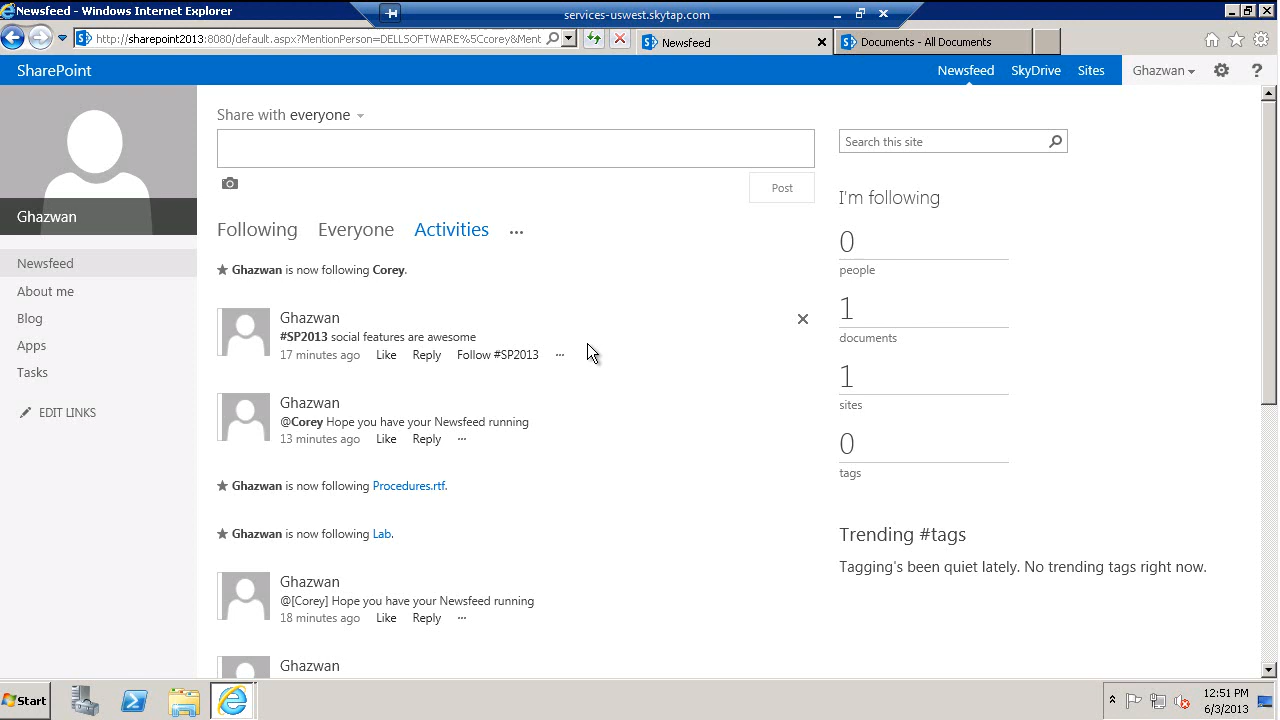 Newsfeed - Windows Internet Explorer
services-uswest.skytap.com
http://sharepoint2013:8080/default.aspx?MentionPerson=DELLSOFTWARE%5Ccorey&Ment
Newsfeed
Documents - All Documents
SharePoint
Newsfeed SkyDrive Sites Ghazwan ?
Ghazwan
Newsfeed
About me
Blog
Apps
Tasks
EDIT LINKS
Share with everyone
Post
Following Everyone Activities ...
Ghazwan is now following Corey.
Ghazwan
#SP2013 social features are awesome
17 minutes ago Like Reply Follow #SP2013 ...
Ghazwan
@Corey Hope you have your Newsfeed running
13 minutes ago Like Reply ...
Ghazwan is now following Procedures.rtf.
Ghazwan is now following Lab.
Ghazwan
@[Corey] Hope you have your Newsfeed running
18 minutes ago Like Reply ...
Ghazwan
Search this site
I'm following
0
people
1
documents
1
sites
0
tags
Trending #tags
Tagging's been quiet lately. No trending tags right now.
Start
12:51 PM
6/3/2013